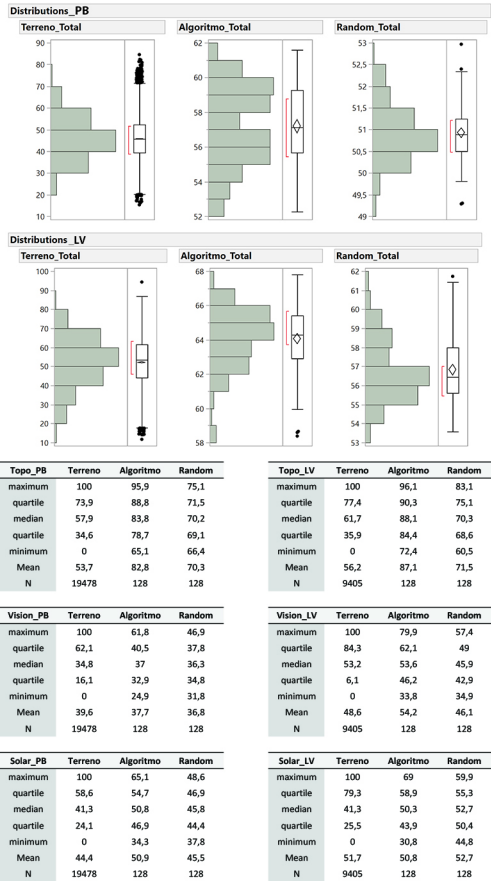 Distributions_PB
Terreno_Total Algoritmo_Total Random_Total
90 62 53
80 52,5
60 52
70 51,5
60 58 51
50
40 56 50,5
50
30 54 49,5
20
10 52 49
Distributions_LV
Terreno_Total Algoritmo_Total Random_Total
100 68 62
90 61
80 66 60
70 59
60 64 58
50 57
40 62 56
30 60 55
20 54
10 58 53
Topo_PB Terreno Algoritmo Random
maximum 100 95,9 75,1
quartile 73,9 88,8 71,5
median 57,9 83,8 70,2
quartile 34,6 78,7 69,1
minimum 0 65,1 66,4
Mean 53,7 82,8 70,3
N 19478 128 128
Topo_LV Terreno Algoritmo Random
maximum 100 96,1 83,1
quartile 77,4 90,3 75,1
median 61,7 88,1 70,3
quartile 35,9 84,4 68,6
minimum 0 72,4 60,5
Mean 56,2 87,1 71,5
N 9405 128 128
Vision_PB Terreno Algoritmo Random
maximum 100 61,8 46,9
quartile 62,1 40,5 37,8
median 34,8 37 36,3
quartile 16,1 32,9 34,8
minimum 0 24,9 31,8
Mean 39,6 37,7 36,8
N 19478 128 128
Vision_LV Terreno Algoritmo Random
maximum 100 79,9 57,4
quartile 84,3 62,1 49
median 53,2 53,6 45,9
quartile 6,1 46,2 42,9
minimum 0 33,8 34,9
Mean 48,6 54,2 46,1
N 9405 128 128
Solar_PB Terreno Algoritmo Random
maximum 100 65,1 48,6
quartile 58,6 54,7 46,9
median 41,3 50,8 45,8
quartile 24,1 46,9 44,4
minimum 0 34,3 37,8
Mean 44,4 50,9 45,5
N 19478 128 128
Solar_LV Terreno Algoritmo Random
maximum 100 69 59,9
quartile 79,3 58,9 55,3
median 41,3 50,3 52,7
quartile 25,5 43,9 50,4
minimum 0 30,8 44,8
Mean 51,7 50,8 52,7
N 9405 128 128